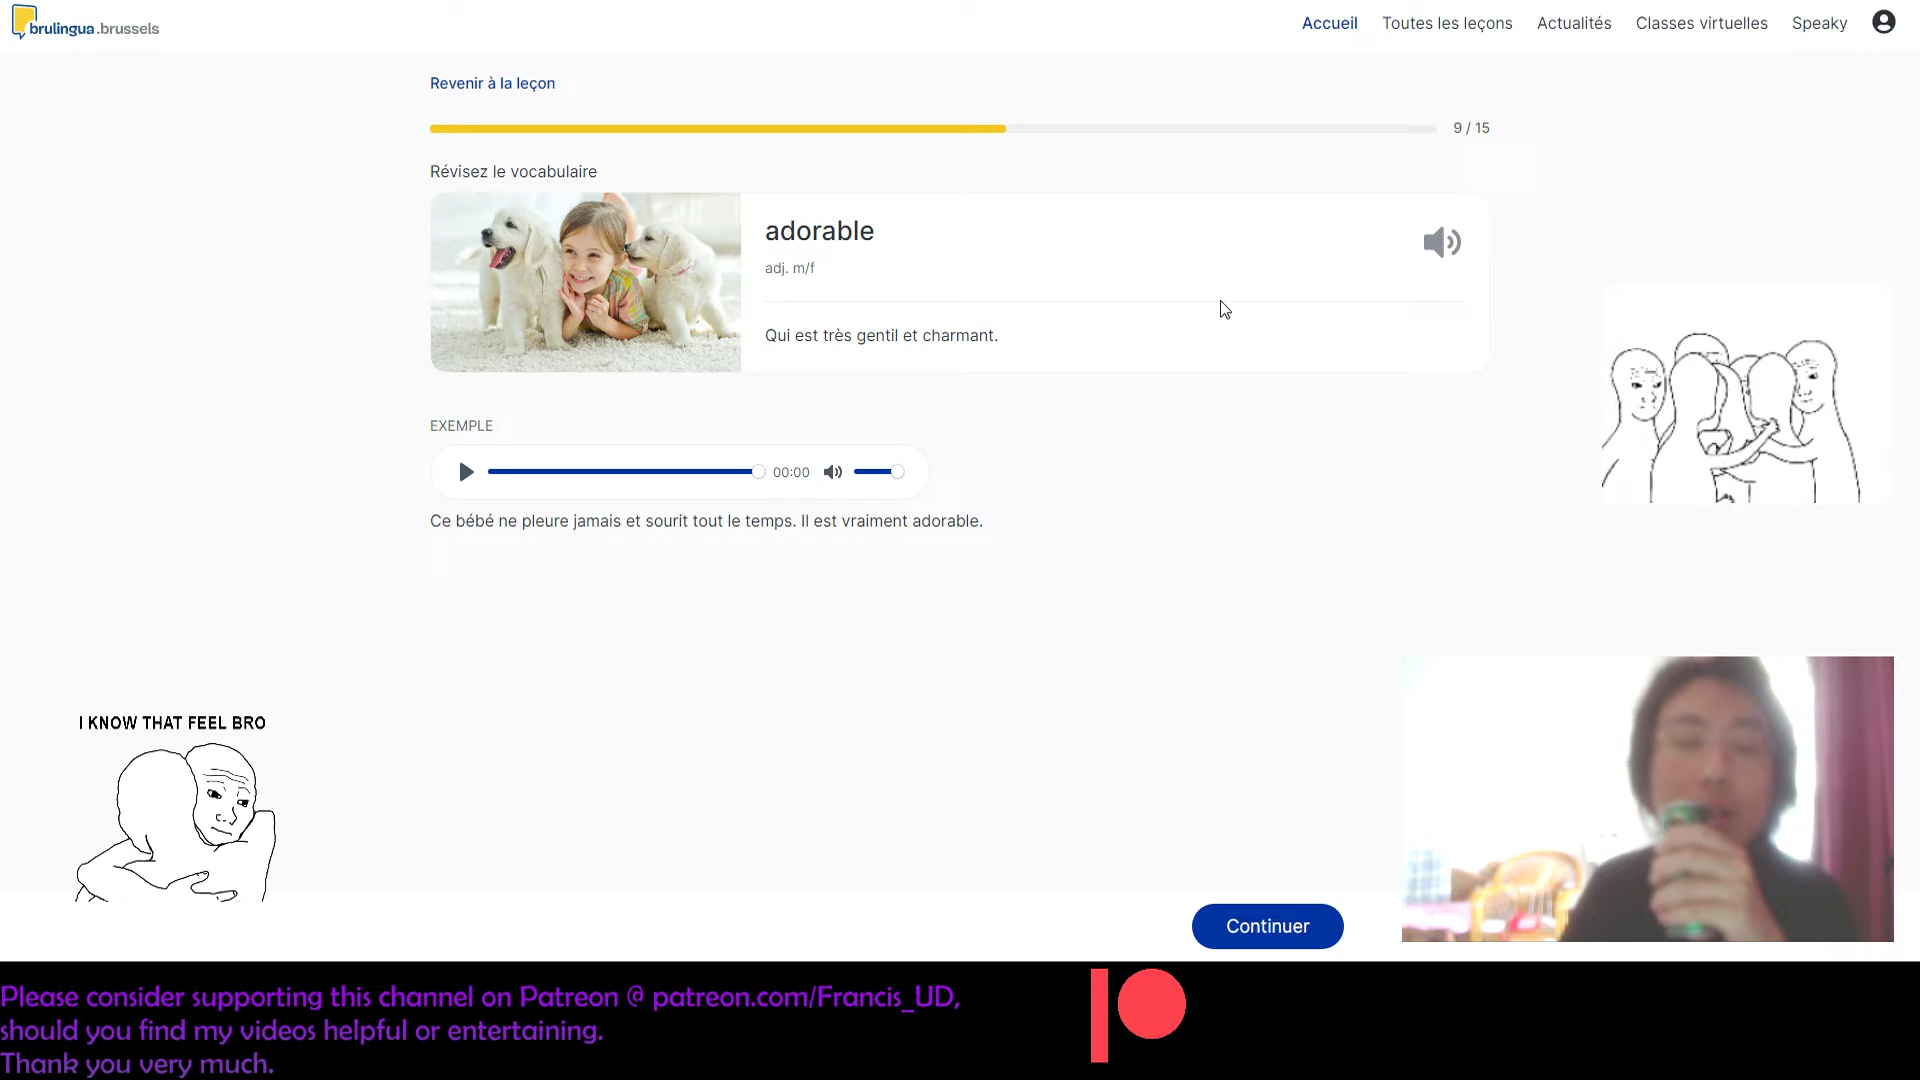 brulingua.brussels
Accueil Toutes les leçons Actualités Classes virtuelles Speaky
Revenir à la leçon
9 / 15
Révisez le vocabulaire
adorable
adj. m/f
Qui est très gentil et charmant.
EXEMPLE
00:00
Ce bébé ne pleure jamais et sourit tout le temps. Il est vraiment adorable.
I KNOW THAT FEEL BRO
Continuer
Please consider supporting this channel on Patreon @ patreon.com/Francis_UD,
should you find my videos helpful or entertaining.
Thank you very much.